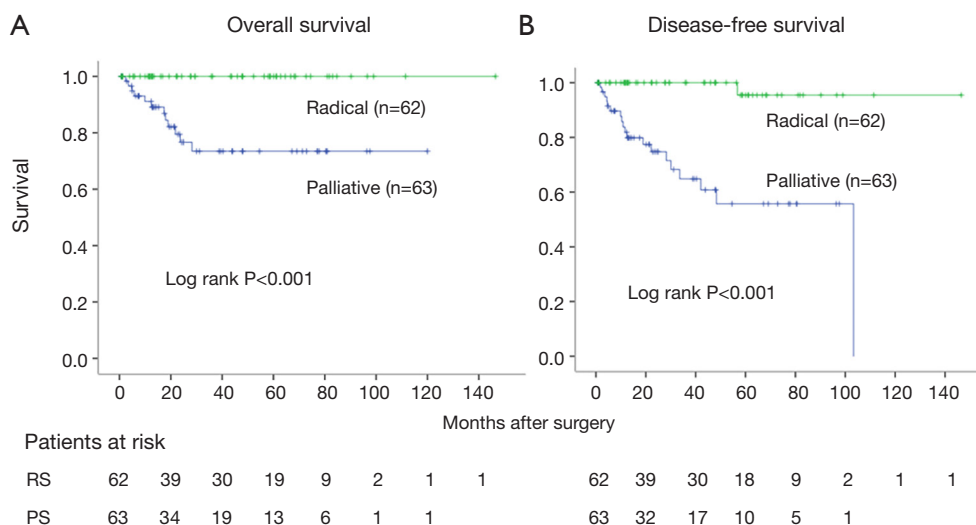 A
Overall survival
B
Disease-free survival
Survival
1.0
0.8
0.6
0.4
0.2
0.0
Radical (n=62)
Palliative (n=63)
Log rank P<0.001
0 20 40 60 80 100 120 140
1.0
0.8
0.6
0.4
0.2
0.0
Radical (n=62)
Palliative (n=63)
Log rank P<0.001
0 20 40 60 80 100 120 140
Months after surgery
Patients at risk
RS 62 39 30 19 9 2 1 1 62 39 30 18 9 2 1 1
PS 63 34 19 13 6 1 1 63 32 17 10 5 1